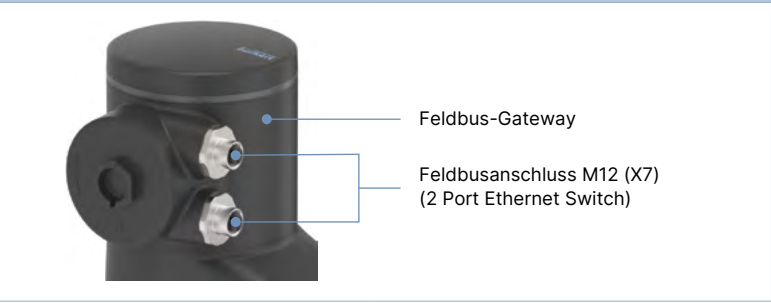 Feldbus-Gateway
Feldbusanschluss M12 (X7)
(2 Port Ethernet Switch)